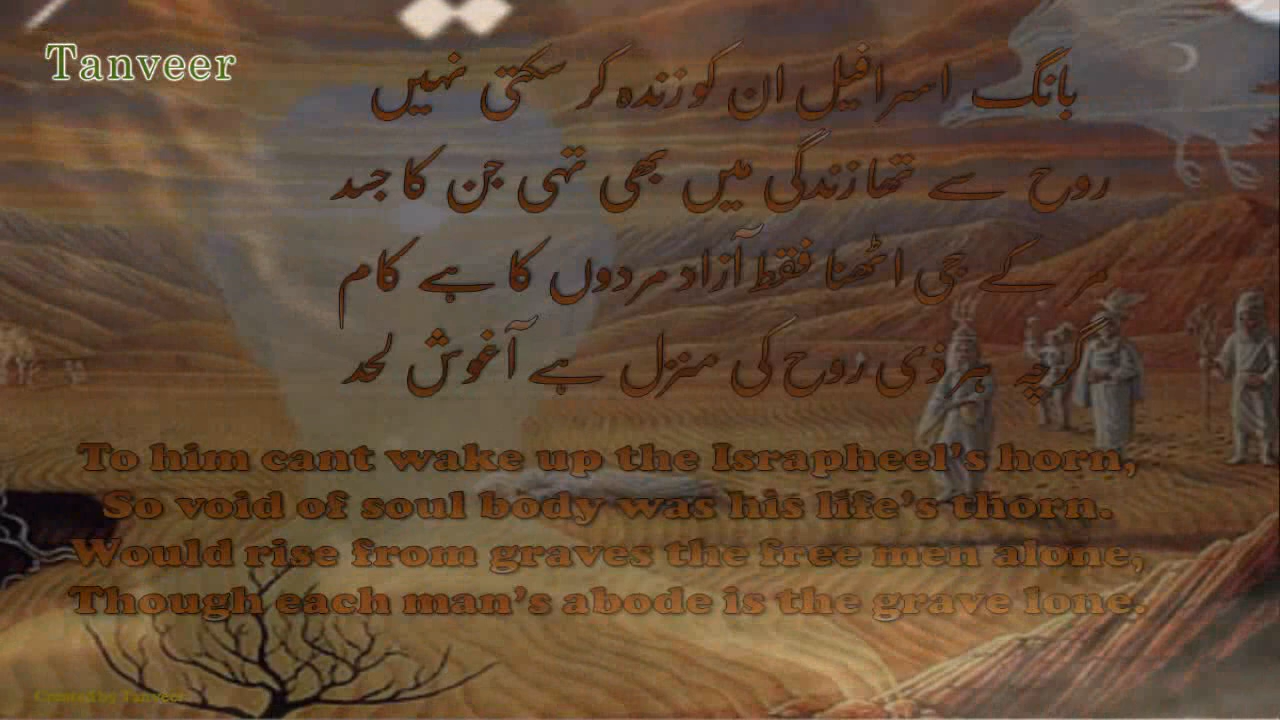 Tanveer
بانگ اسرافیل ان کو زندہ کر سکتی نہیں
روح سے تھا زندگی میں بھی تہی جن کا جسد
مر کے جی اٹھنا فقط آزاد مردوں کا ہے کام
گرچہ ہر ذی روح کی منزل ہے آغوش لحد
To him cant wake up the Israpheel's horn,
So void of soul body was his life's thorn.
Would rise from graves the free men alone,
Though each man's abode is the grave lone.
Created by Tanveer